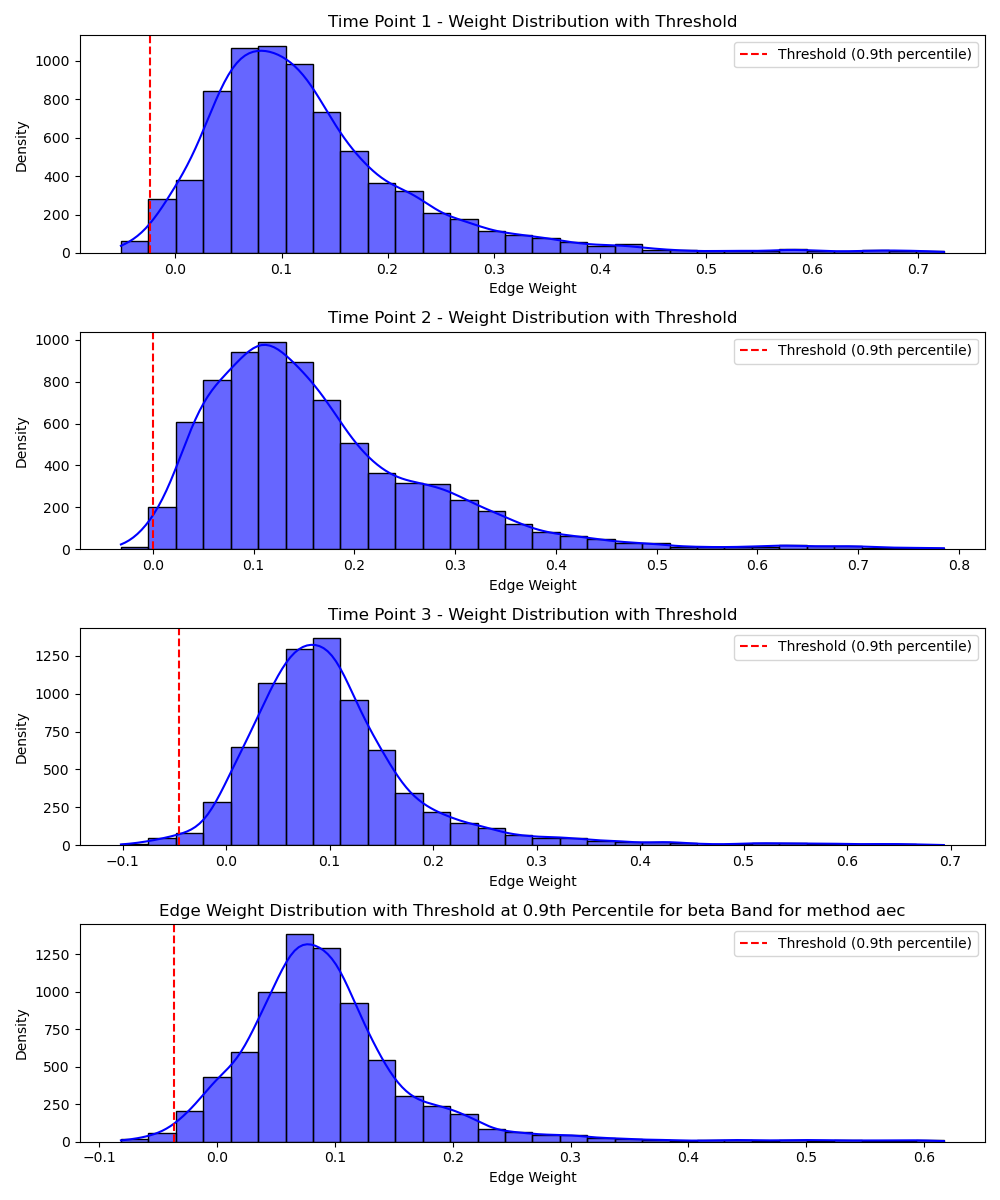 Time Point 1 - Weight Distribution with Threshold
Threshold (0.9th percentile)
Density
1000
800
600
400
200
0
0.0 0.1 0.2 0.3 0.4 0.5 0.6 0.7
Edge Weight
Time Point 2 - Weight Distribution with Threshold
Threshold (0.9th percentile)
Density
1000
800
600
400
200
0
0.0 0.1 0.2 0.3 0.4 0.5 0.6 0.7 0.8
Edge Weight
Time Point 3 - Weight Distribution with Threshold
Threshold (0.9th percentile)
Density
1250
1000
750
500
250
0
−0.1 0.0 0.1 0.2 0.3 0.4 0.5 0.6 0.7
Edge Weight
Edge Weight Distribution with Threshold at 0.9th Percentile for beta Band for method aec
Threshold (0.9th percentile)
Density
1250
1000
750
500
250
0
−0.1 0.0 0.1 0.2 0.3 0.4 0.5 0.6
Edge Weight